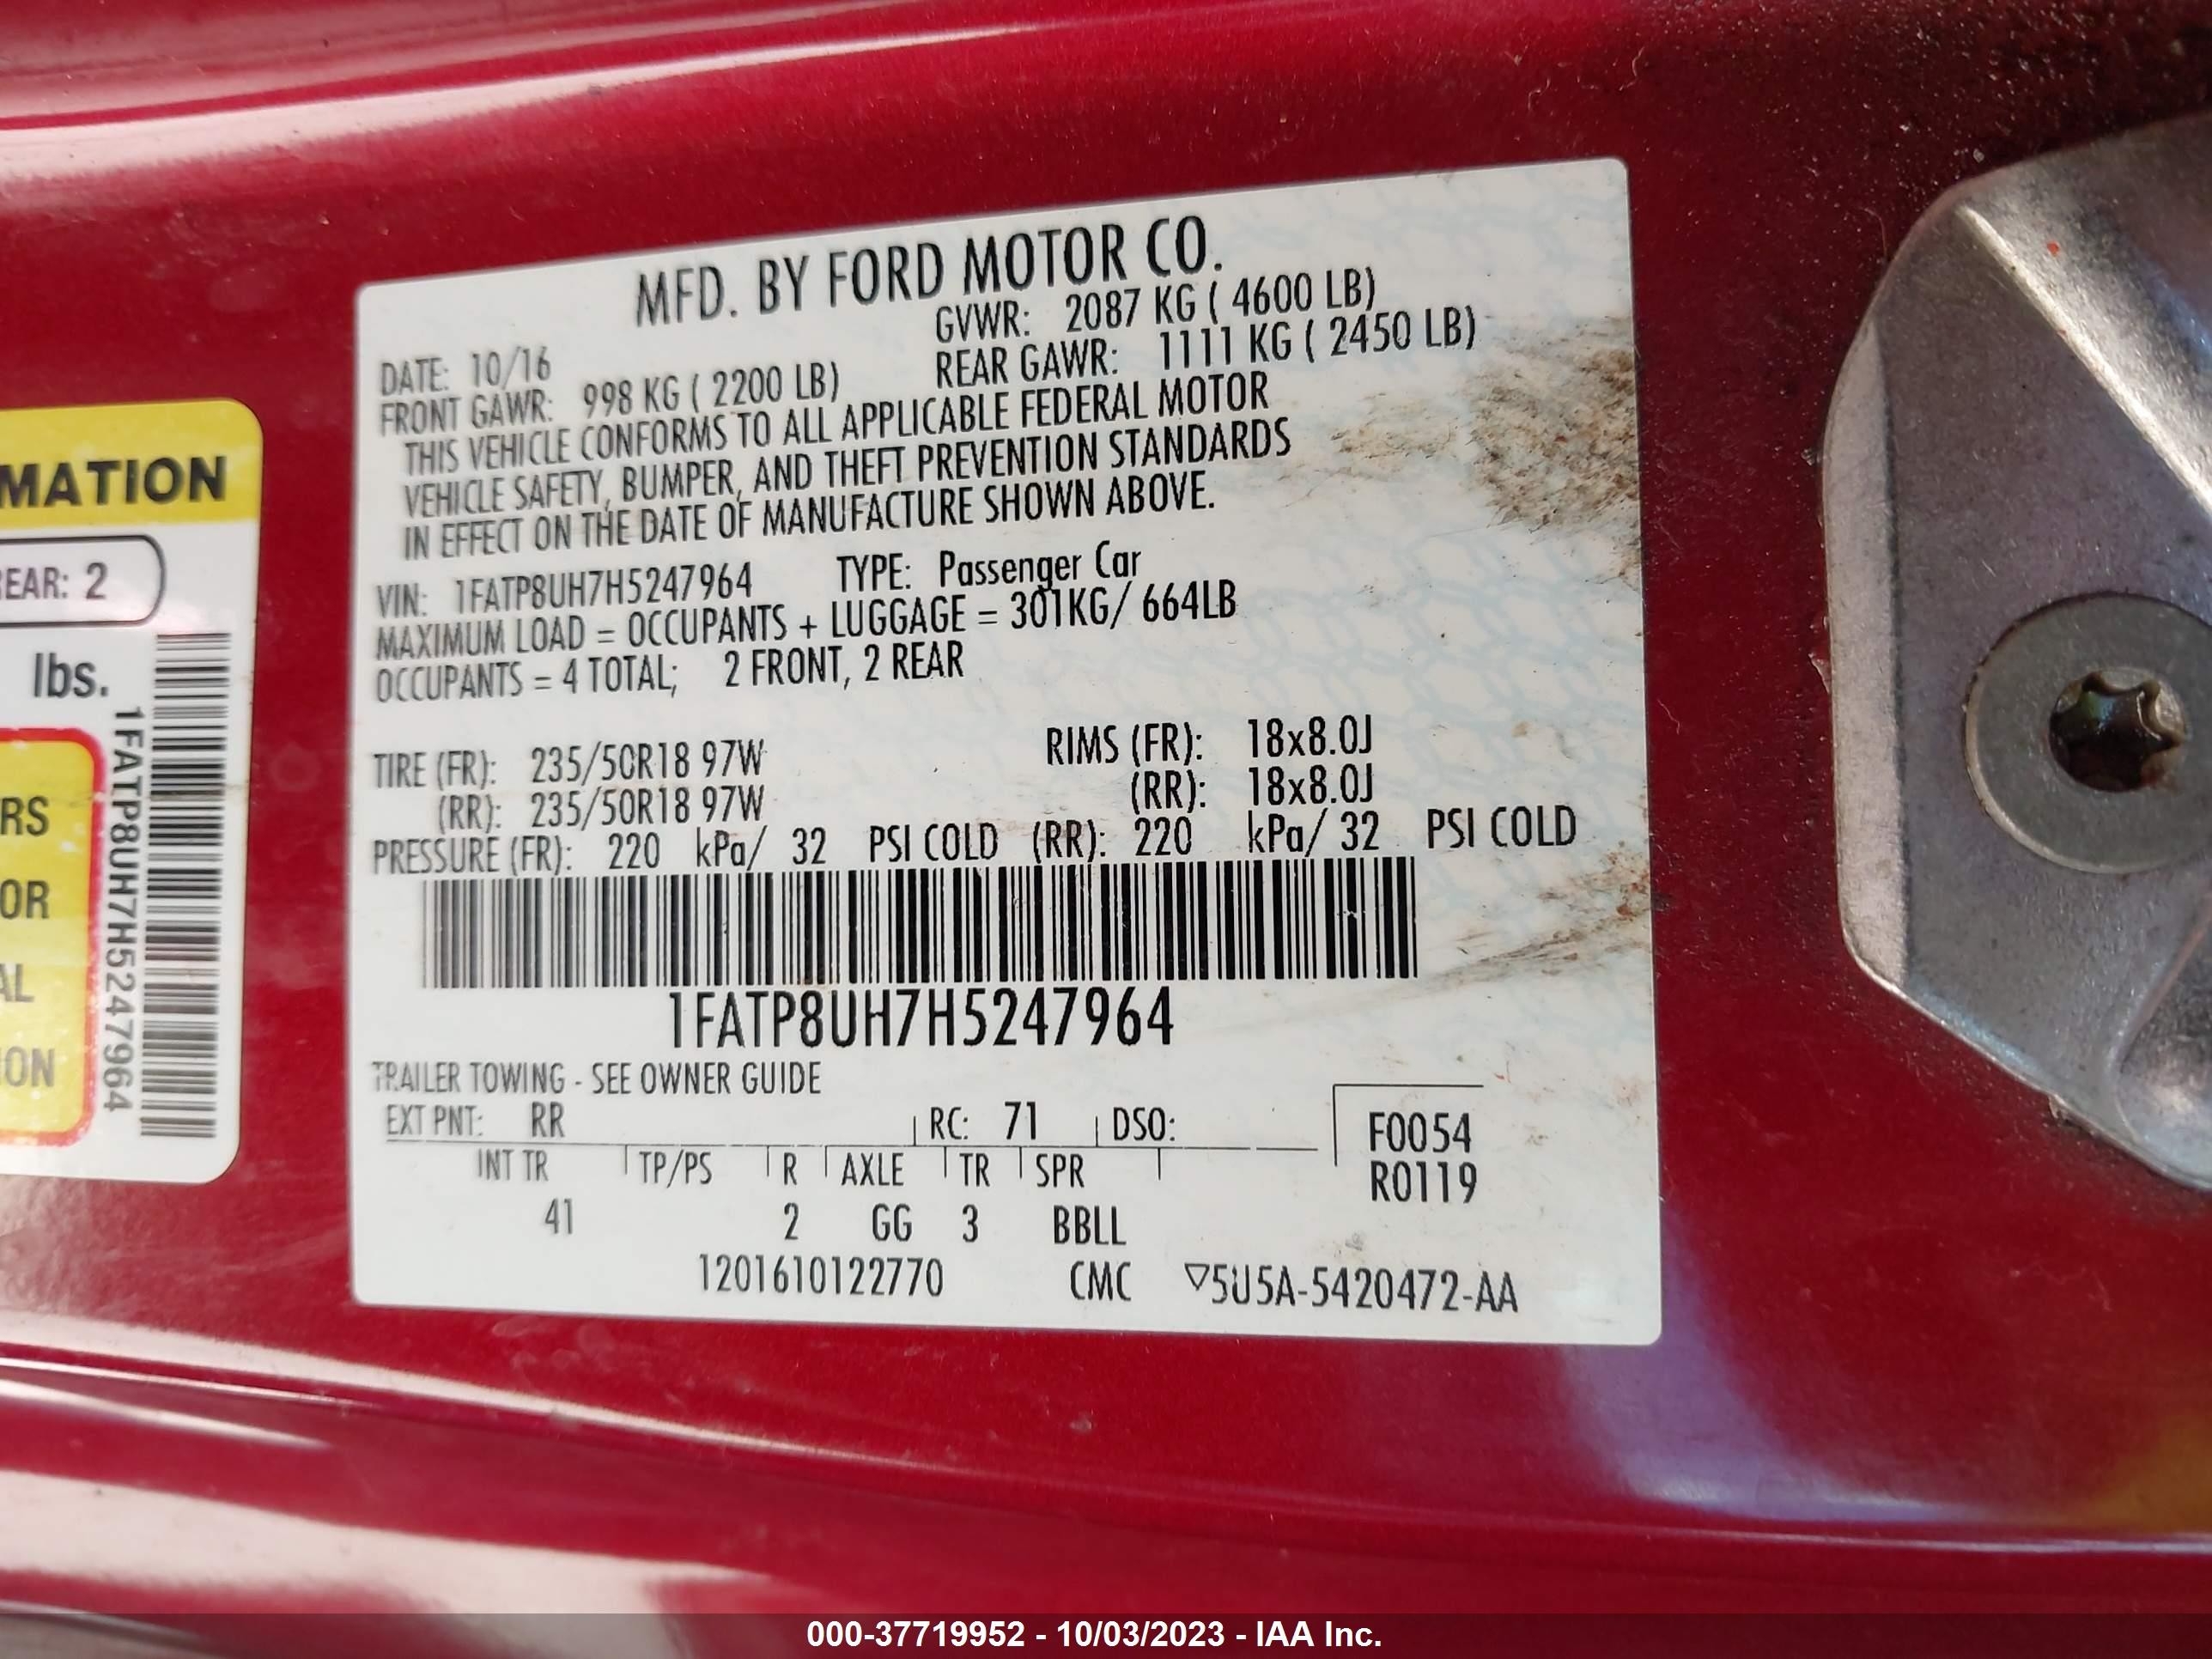 MFD. BY FORD MOTOR CO.
DATE: 10/16 GVWR: 2087 KG ( 4600 LB)
FRONT GAWR: 998 KG ( 2200 LB) REAR GAWR: 1111 KG ( 2450 LB)
THIS VEHICLE CONFORMS TO ALL APPLICABLE FEDERAL MOTOR
VEHICLE SAFETY, BUMPER, AND THEFT PREVENTION STANDARDS
IN EFFECT ON THE DATE OF MANUFACTURE SHOWN ABOVE.
VIN: 1FATP8UH7H5247964 TYPE: Passenger Car
MAXIMUM LOAD = OCCUPANTS + LUGGAGE = 301KG/ 664LB
OCCUPANTS = 4 TOTAL; 2 FRONT, 2 REAR
TIRE (FR): 235/50R18 97W RIMS (FR): 18x8.0J
(RR): 235/50R18 97W (RR): 18x8.0J
PRESSURE (FR): 220 kPa/ 32 PSI COLD (RR): 220 kPa/ 32 PSI COLD
1FATP8UH7H5247964
TRAILER TOWING - SEE OWNER GUIDE
EXT PNT: RR RC: 71 DSO:
F0054
R0119
INT TR TP/PS R AXLE TR SPR
41 2 GG 3 BBLL
1201610122770 CMC ▽5U5A-5420472-AA
MATION
EAR: 2
lbs.
RS
OR
AL
ION
1FATP8UH7H5247964
000-37719952 - 10/03/2023 - IAA Inc.